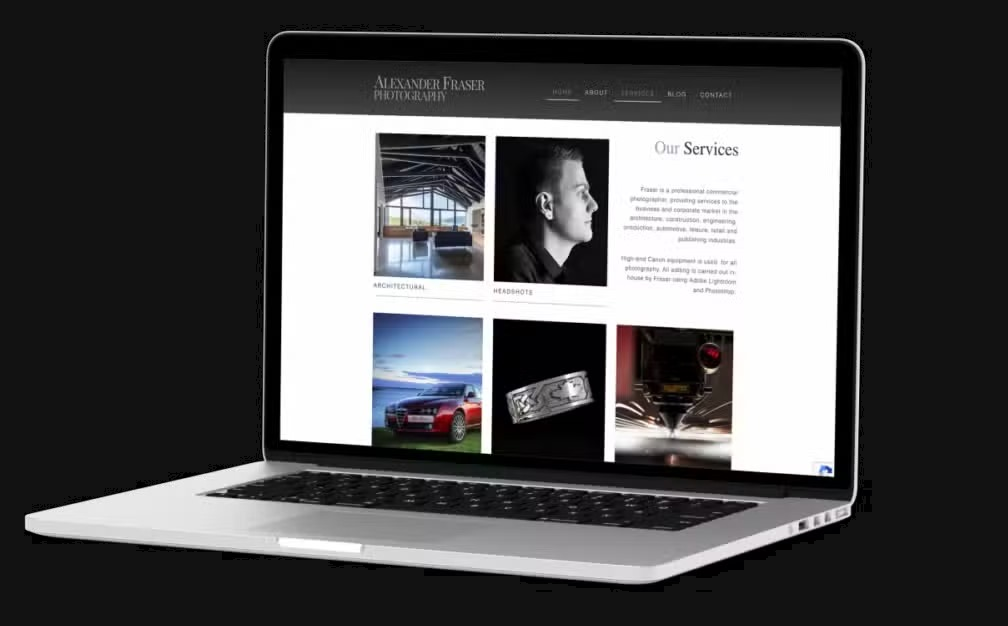 ALEXANDER FRASER
PHOTOGRAPHY
HOME ABOUT SERVICES BLOG CONTACT
Our Services
Fraser is a professional commercial
photographer, providing services to the
business and corporate market in the
architecture, construction, engineering,
production, automotive, leisure, retail and
publishing industries.
High-end Canon equipment is used for all
photography. All editing is carried out in-
house by Fraser using Adobe Lightroom
and Photoshop.
ARCHITECTURAL
HEADSHOTS